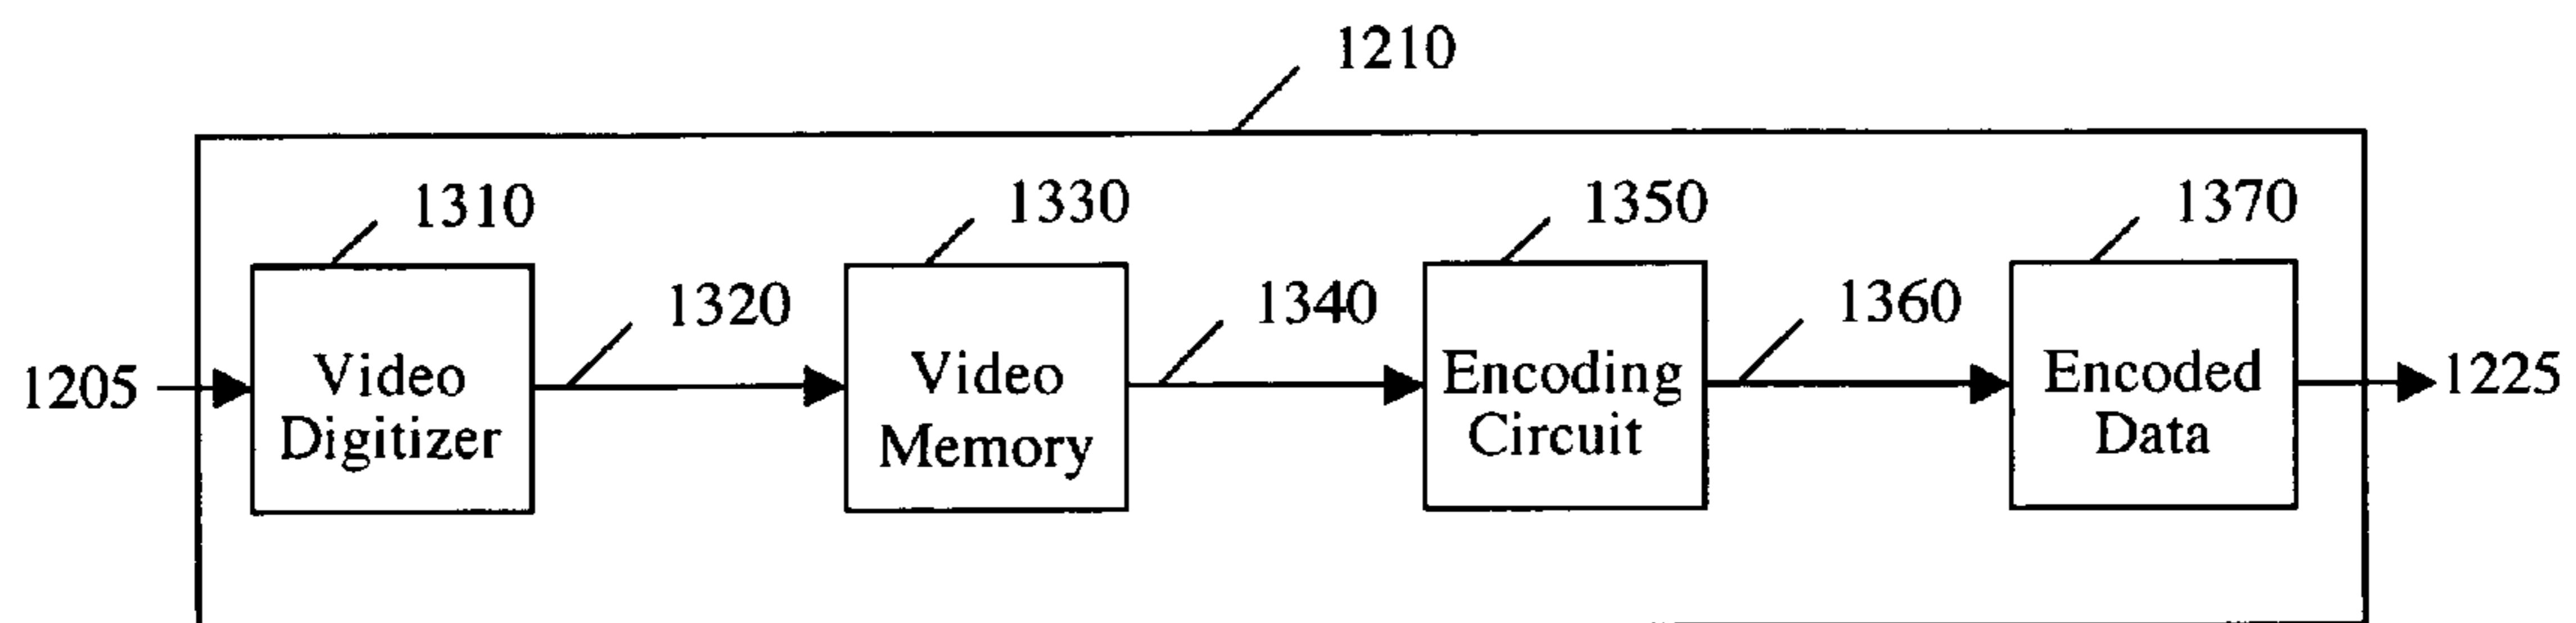 1210
1310
1330
1350
1370
1320
1340
1360
1205
Video
Digitizer
Video
Memory
Encoding
Circuit
Encoded
Data
1225